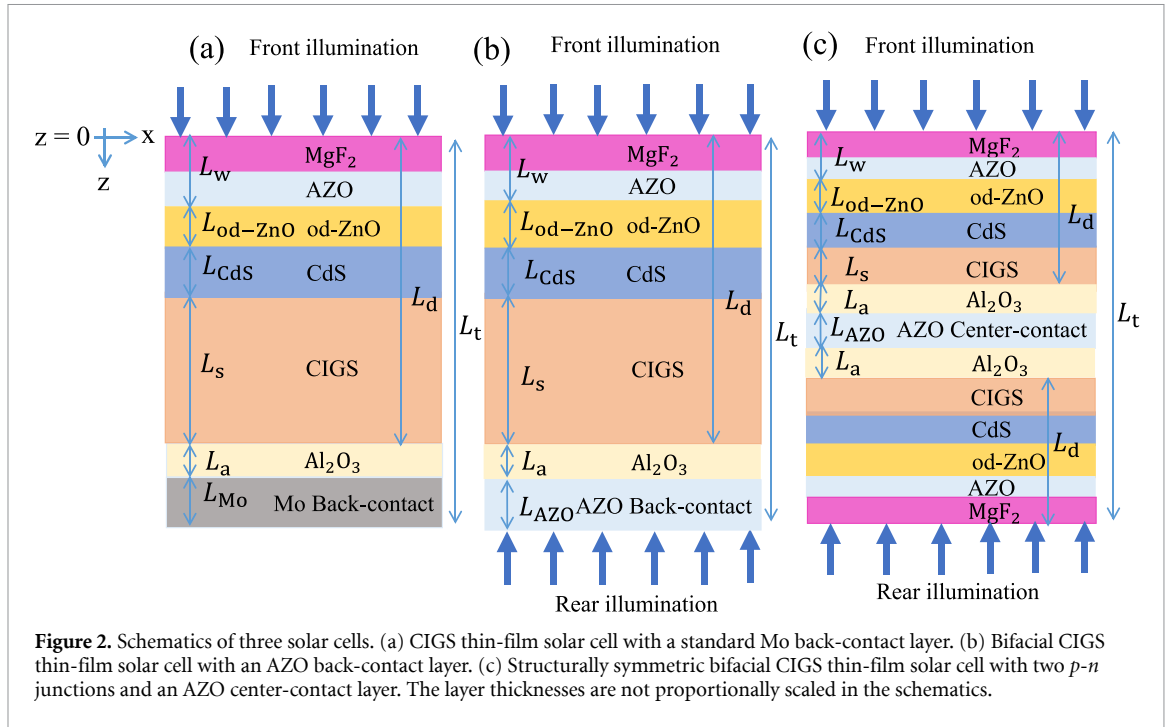 (a) Front illumination
z = 0
x
z
L_w
MgF₂
AZO
L_od−ZnO od-ZnO
L_CdS CdS
L_d
L_t
L_s CIGS
L_a Al₂O₃
L_Mo Mo Back-contact
(b) Front illumination
L_w
MgF₂
AZO
L_od−ZnO od-ZnO
L_CdS CdS
L_d
L_t
L_s CIGS
L_a Al₂O₃
L_AZO AZO Back-contact
Rear illumination
(c) Front illumination
MgF₂
L_w
AZO
L_od−ZnO od-ZnO
L_d
L_CdS CdS
L_s CIGS
L_a Al₂O₃
L_t
L_AZO AZO Center-contact
L_a Al₂O₃
CIGS
CdS
L_d
od-ZnO
AZO
MgF₂
Rear illumination
Figure 2. Schematics of three solar cells. (a) CIGS thin-film solar cell with a standard Mo back-contact layer. (b) Bifacial CIGS
thin-film solar cell with an AZO back-contact layer. (c) Structurally symmetric bifacial CIGS thin-film solar cell with two p-n
junctions and an AZO center-contact layer. The layer thicknesses are not proportionally scaled in the schematics.